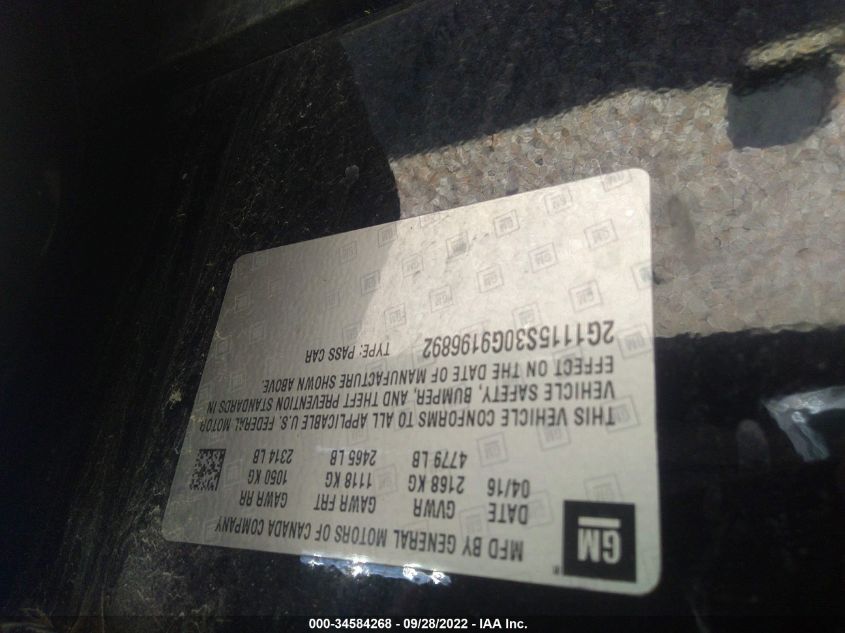 GM
MFD BY GENERAL MOTORS OF CANADA COMPANY
DATE GVWR GAWR FRT GAWR RR
04/16 2168 KG 1118 KG 1050 KG
4779 LB 2465 LB 2314 LB
THIS VEHICLE CONFORMS TO ALL APPLICABLE U.S. FEDERAL MOTOR
VEHICLE SAFETY, BUMPER, AND THEFT PREVENTION STANDARDS IN
EFFECT ON THE DATE OF MANUFACTURE SHOWN ABOVE.
2G11115S30G9196892 TYPE: PASS CAR
000-34584268 - 09/28/2022 - IAA Inc.